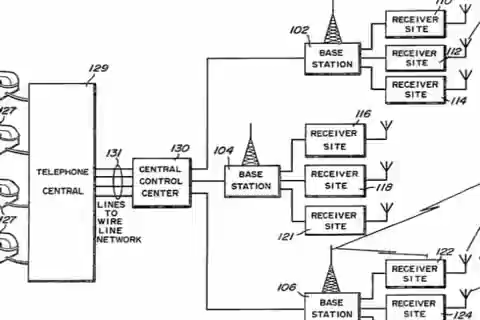 110
RECEIVER
SITE
102
BASE
STATION
RECEIVER
SITE
112
RECEIVER
SITE
114
129
127
TELEPHONE
CENTRAL
127
131
LINES
TO
WIRE
LINE
NETWORK
130
CENTRAL
CONTROL
CENTER
104
BASE
STATION
116
RECEIVER
SITE
RECEIVER
SITE
118
RECEIVER
SITE
121
106
BASE
STATION
122
RECEIVER
SITE
RECEIVER
SITE
124